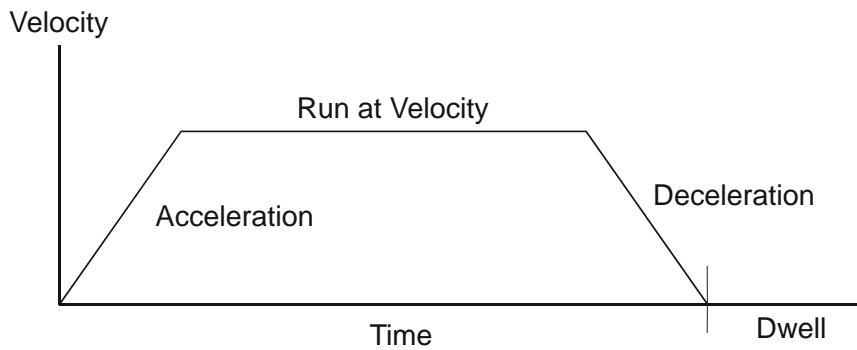 Velocity
Run at Velocity
Acceleration
Deceleration
Time
Dwell